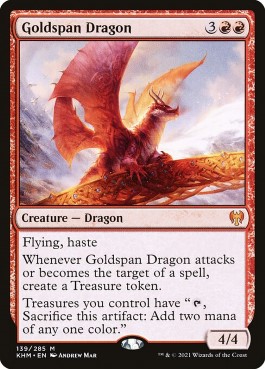 Goldspan Dragon 3
Creature — Dragon
Flying, haste
Whenever Goldspan Dragon attacks
or becomes the target of a spell,
create a Treasure token.
Treasures you control have “,
Sacrifice this artifact: Add two mana
of any one color.”
4/4
139/285 M
KHM • EN Andrew Mar
™ & © 2021 Wizards of the Coast